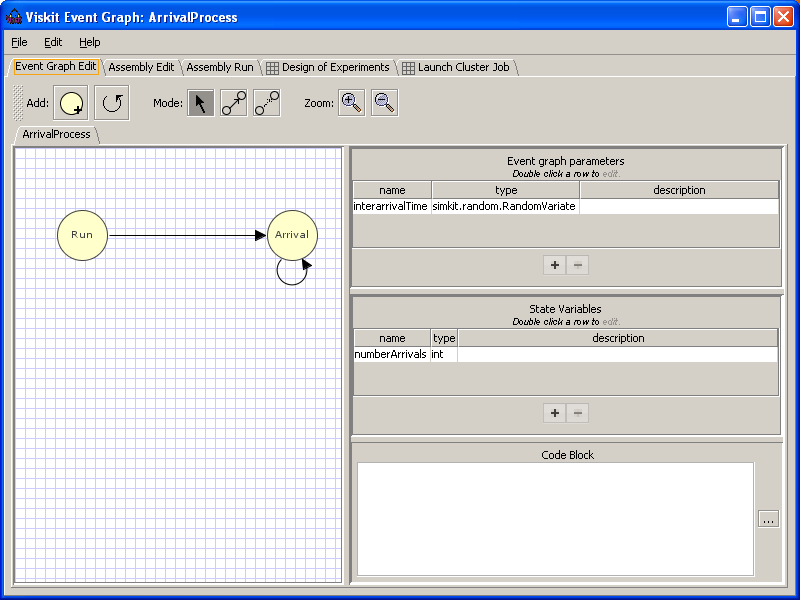 Viskit Event Graph: ArrivalProcess
File Edit Help
Event Graph Edit Assembly Edit Assembly Run Design of Experiments Launch Cluster Job
Add: Mode: Zoom:
ArrivalProcess
Run Arrival
Event graph parameters
Double click a row to edit.
name type description
interarrivalTime simkit.random.RandomVariate
+ −
State Variables
Double click a row to edit.
name type description
numberArrivals int
+ −
Code Block
...